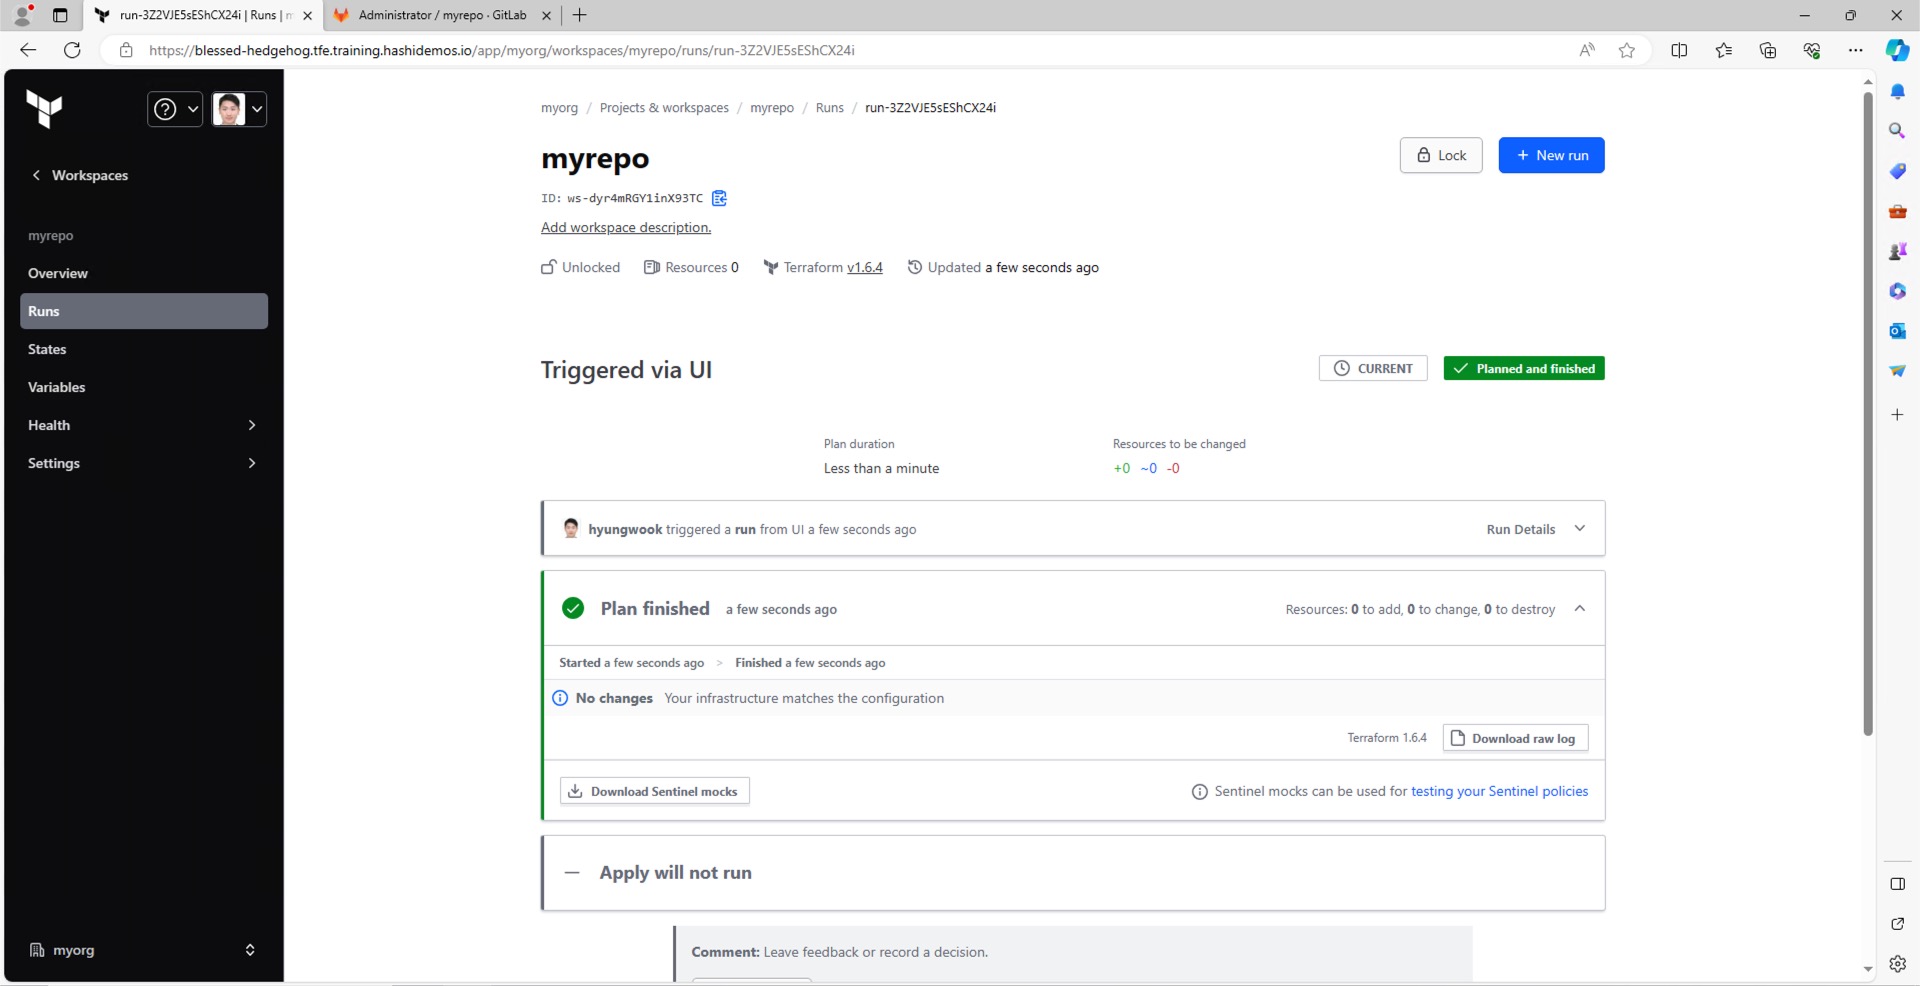 run-3Z2VJE5sEShCX24i | Runs | m
Administrator / myrepo · GitLab
https://blessed-hedgehog.tfe.training.hashidemos.io/app/myorg/workspaces/myrepo/runs/run-3Z2VJE5sEShCX24i
Workspaces
myrepo
Overview
Runs
States
Variables
Health
Settings
myorg
myorg / Projects & workspaces / myrepo / Runs / run-3Z2VJE5sEShCX24i
myrepo
Lock
+ New run
ID: ws-dyr4mRGY1inX93TC
Add workspace description.
Unlocked Resources 0 Terraform v1.6.4 Updated a few seconds ago
Triggered via UI
CURRENT
Planned and finished
Plan duration
Less than a minute
Resources to be changed
+0 ~0 -0
hyungwook triggered a run from UI a few seconds ago
Run Details
Plan finished a few seconds ago
Resources: 0 to add, 0 to change, 0 to destroy
Started a few seconds ago > Finished a few seconds ago
No changes Your infrastructure matches the configuration
Terraform 1.6.4
Download raw log
Download Sentinel mocks
Sentinel mocks can be used for testing your Sentinel policies
Apply will not run
Comment: Leave feedback or record a decision.